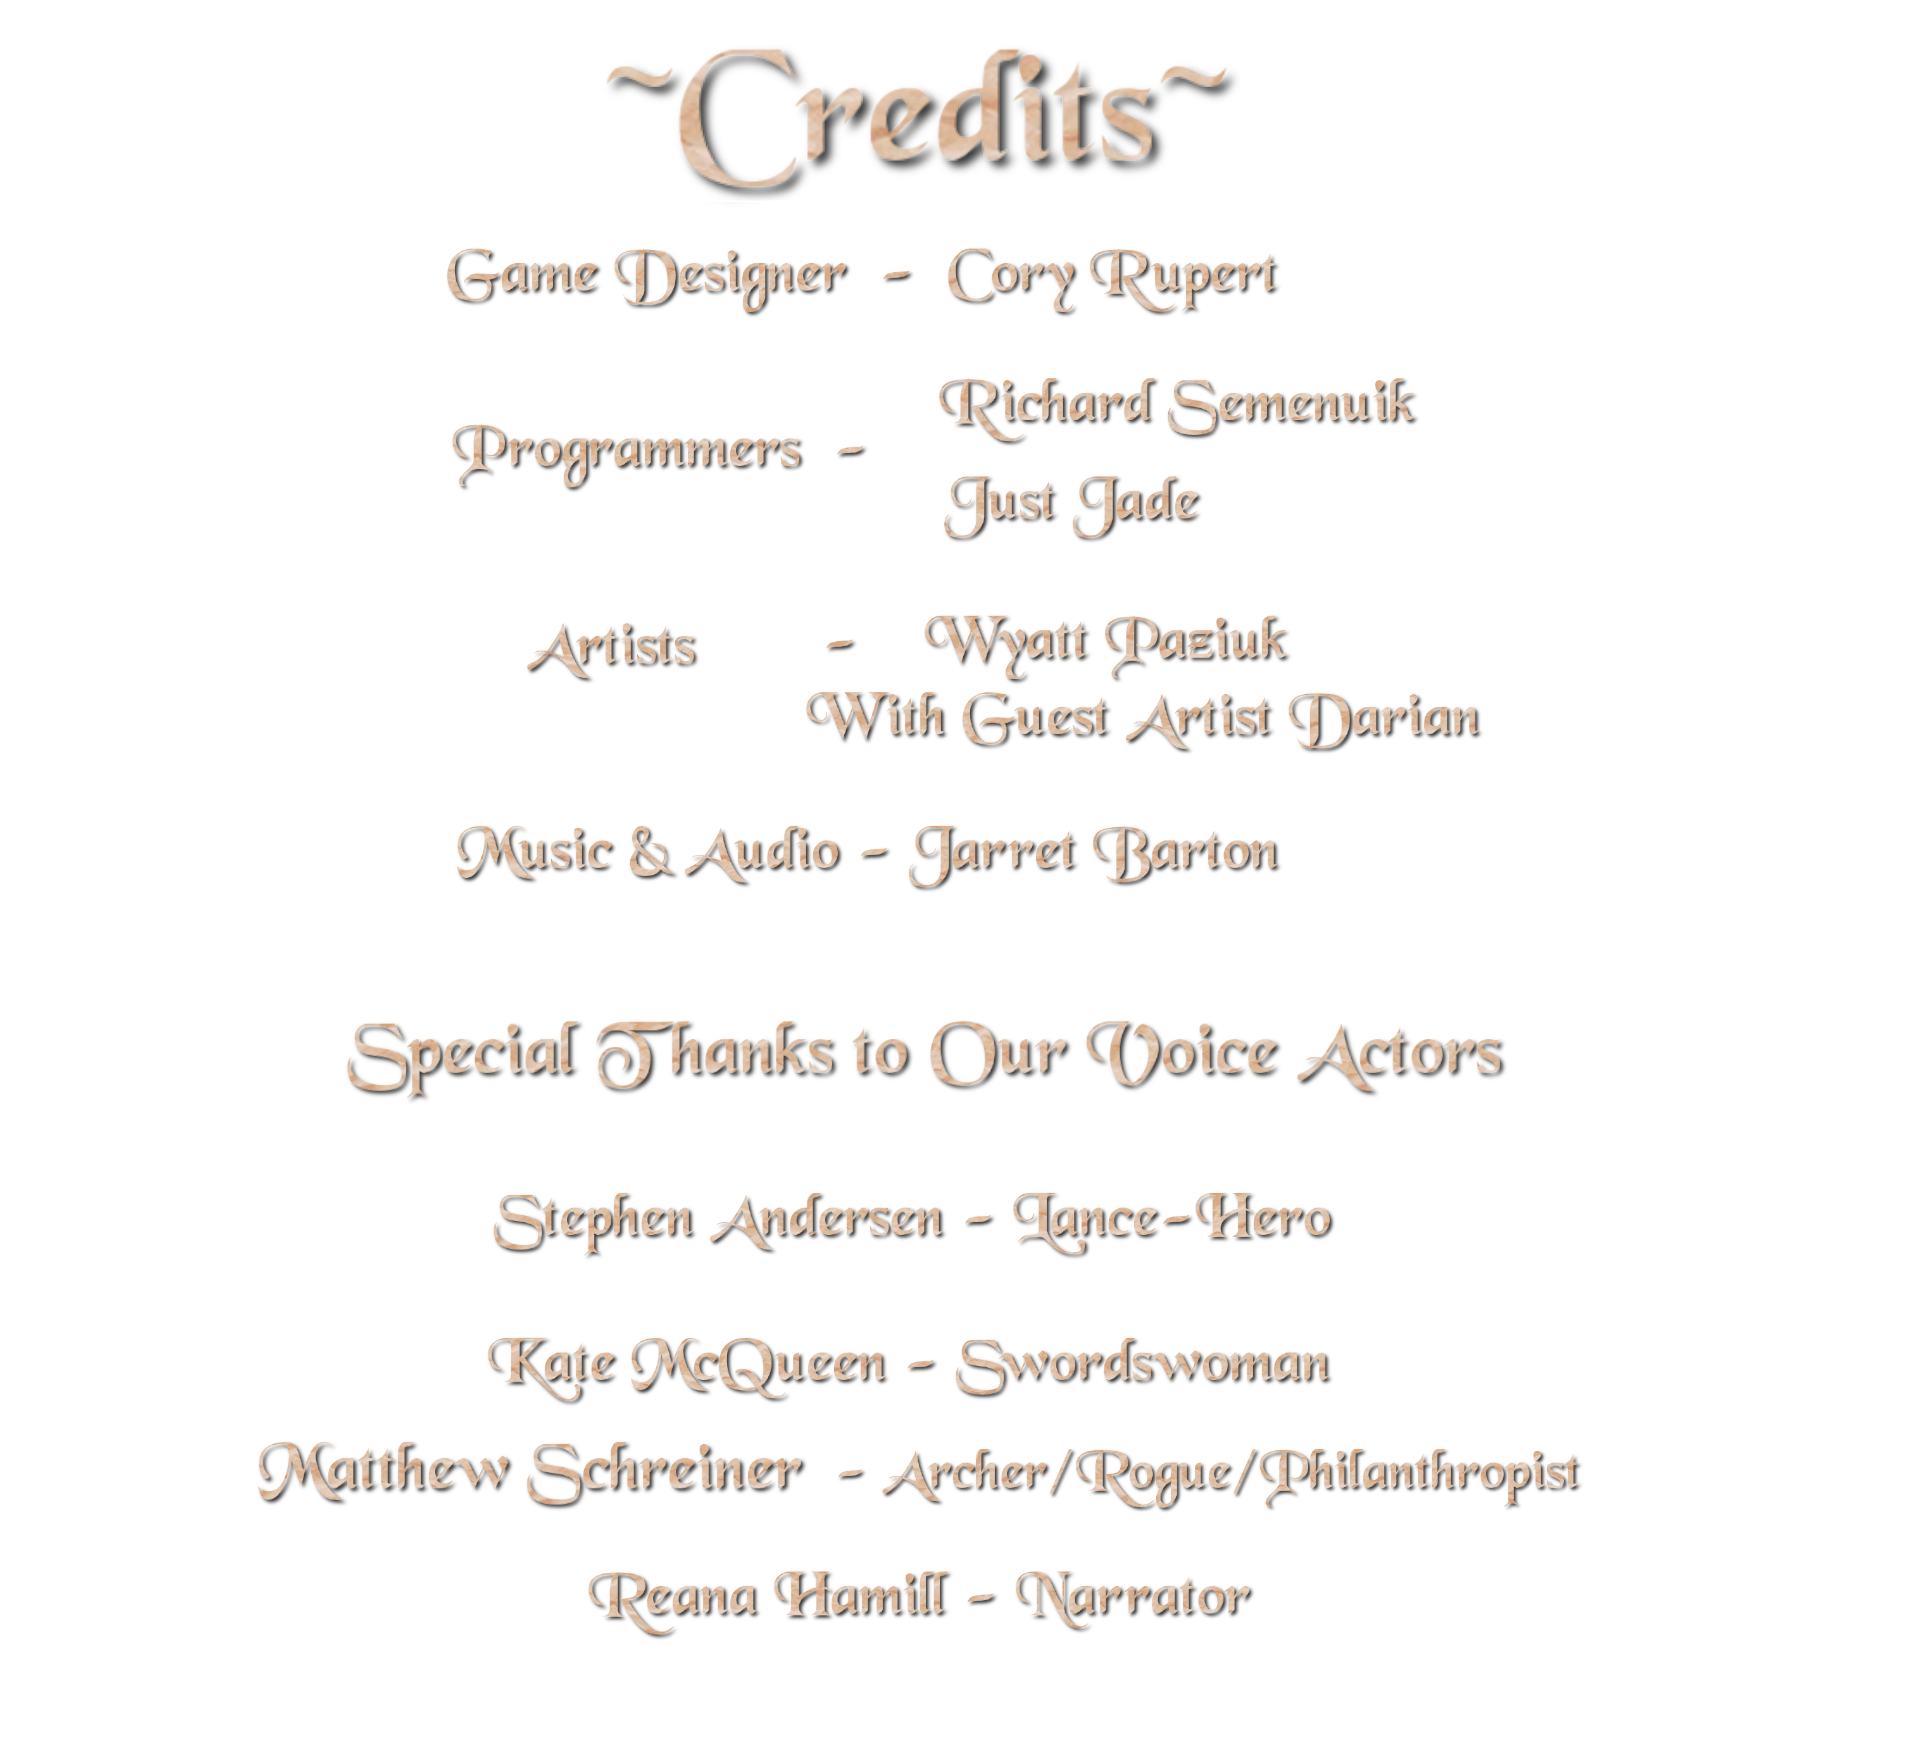 ~Credits~
Game Designer - Cory Rupert
Richard Semenuik
Programmers -
Just Jade
Artists - Wyatt Paziuk
With Guest Artist Darian
Music & Audio - Jarret Barton
Special Thanks to Our Voice Actors
Stephen Andersen - Lance-Hero
Kate McQueen - Swordswoman
Matthew Schreiner - Archer/Rogue/Philanthropist
Reana Hamill - Narrator